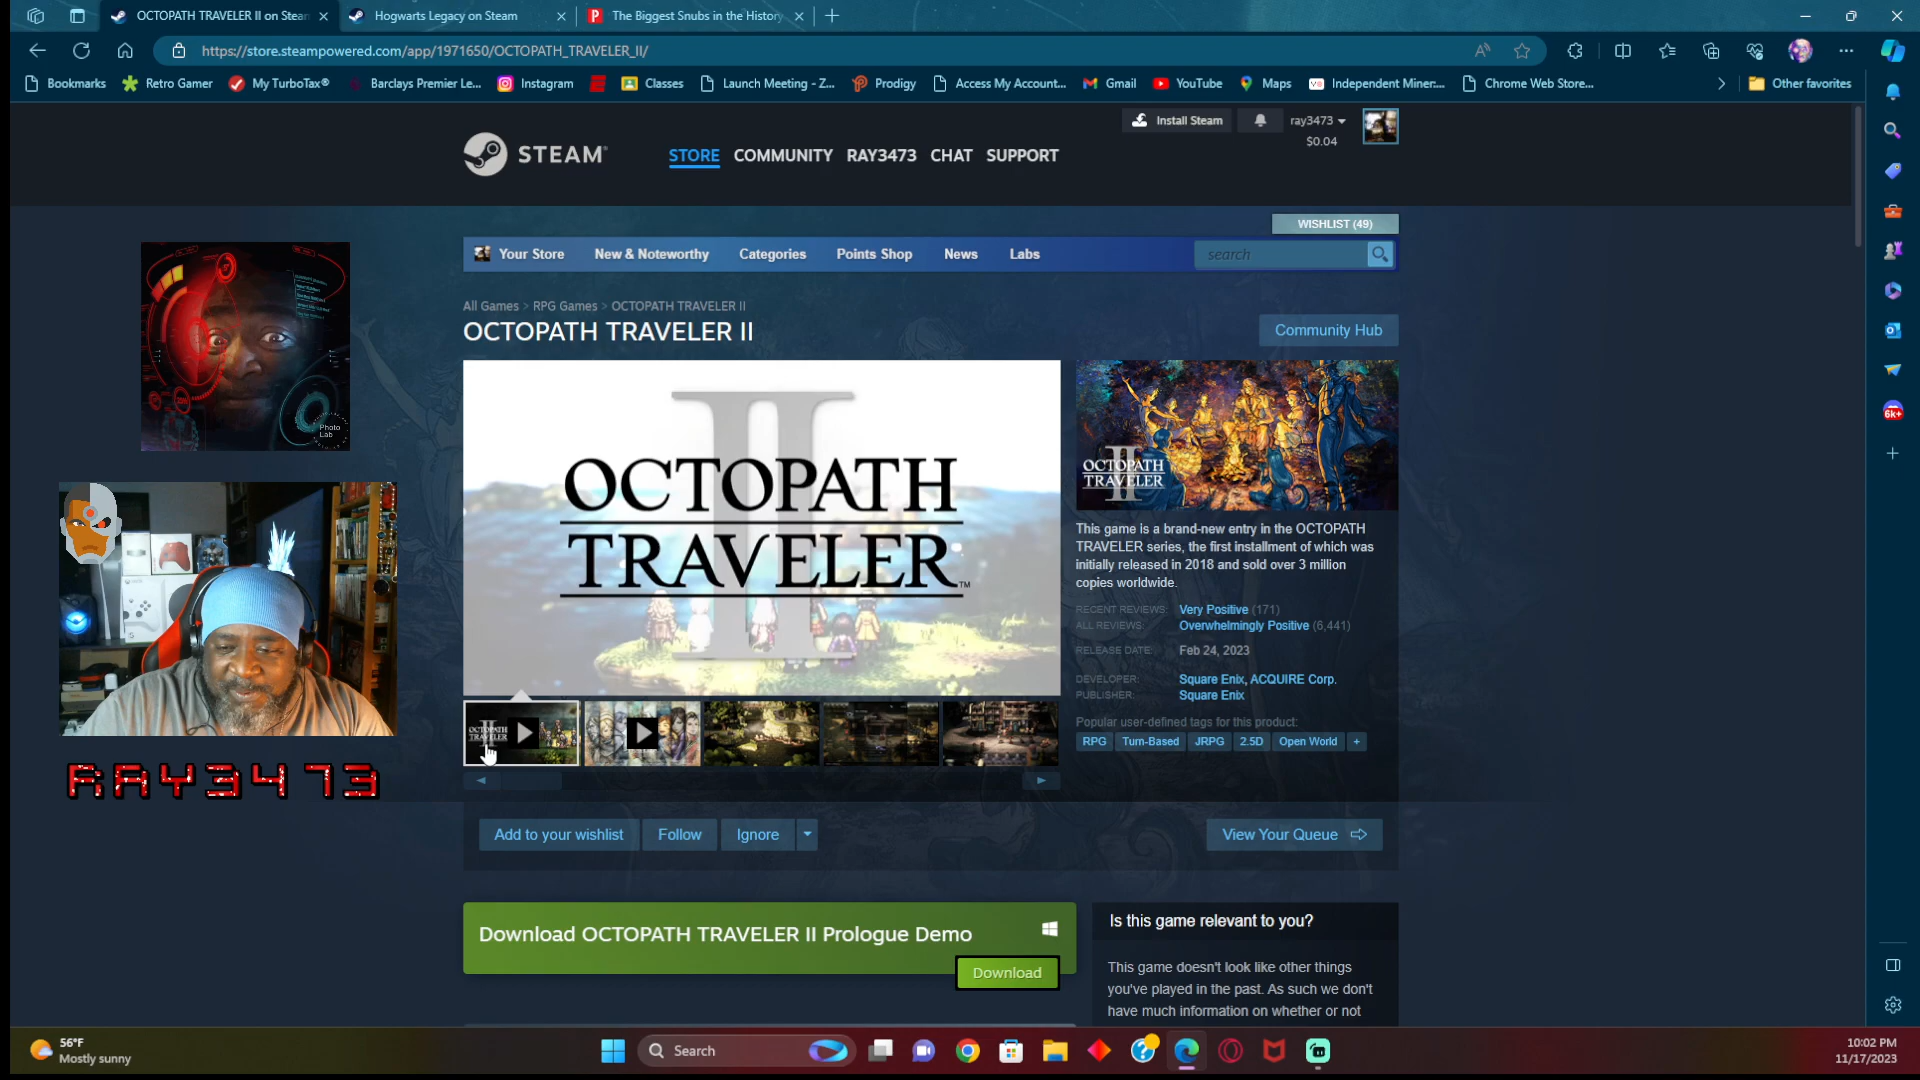 OCTOPATH TRAVELER II on Steam
Hogwarts Legacy on Steam
The Biggest Snubs in the History
https://store.steampowered.com/app/1971650/OCTOPATH_TRAVELER_II/
Bookmarks
Retro Gamer
My TurboTax®
Barclays Premier Le...
Instagram
Classes
Launch Meeting - Z...
Prodigy
Access My Account...
Gmail
YouTube
Maps
Independent Miner:...
Chrome Web Store...
Other favorites
Install Steam
ray3473
$0.04
STEAM®
STORE COMMUNITY RAY3473 CHAT SUPPORT
WISHLIST (49)
Your Store New & Noteworthy Categories Points Shop News Labs
search
All Games > RPG Games > OCTOPATH TRAVELER II
OCTOPATH TRAVELER II
Community Hub
II
OCTOPATH
TRAVELER™
OCTOPATH
II
TRAVELER
This game is a brand-new entry in the OCTOPATH
TRAVELER series, the first installment of which was
initially released in 2018 and sold over 3 million
copies worldwide.
RECENT REVIEWS: Very Positive (171)
ALL REVIEWS: Overwhelmingly Positive (6,441)
RELEASE DATE: Feb 24, 2023
DEVELOPER: Square Enix, ACQUIRE Corp.
PUBLISHER: Square Enix
Popular user-defined tags for this product:
RPG Turn-Based JRPG 2.5D Open World +
Photo
Lab
RAY3473
OCTOPATH
TRAVELER
Add to your wishlist
Follow
Ignore
View Your Queue
Download OCTOPATH TRAVELER II Prologue Demo
Download
Is this game relevant to you?
This game doesn't look like other things
you've played in the past. As such we don't
have much information on whether or not
6k+
56°F
Mostly sunny
Search
10:02 PM
11/17/2023